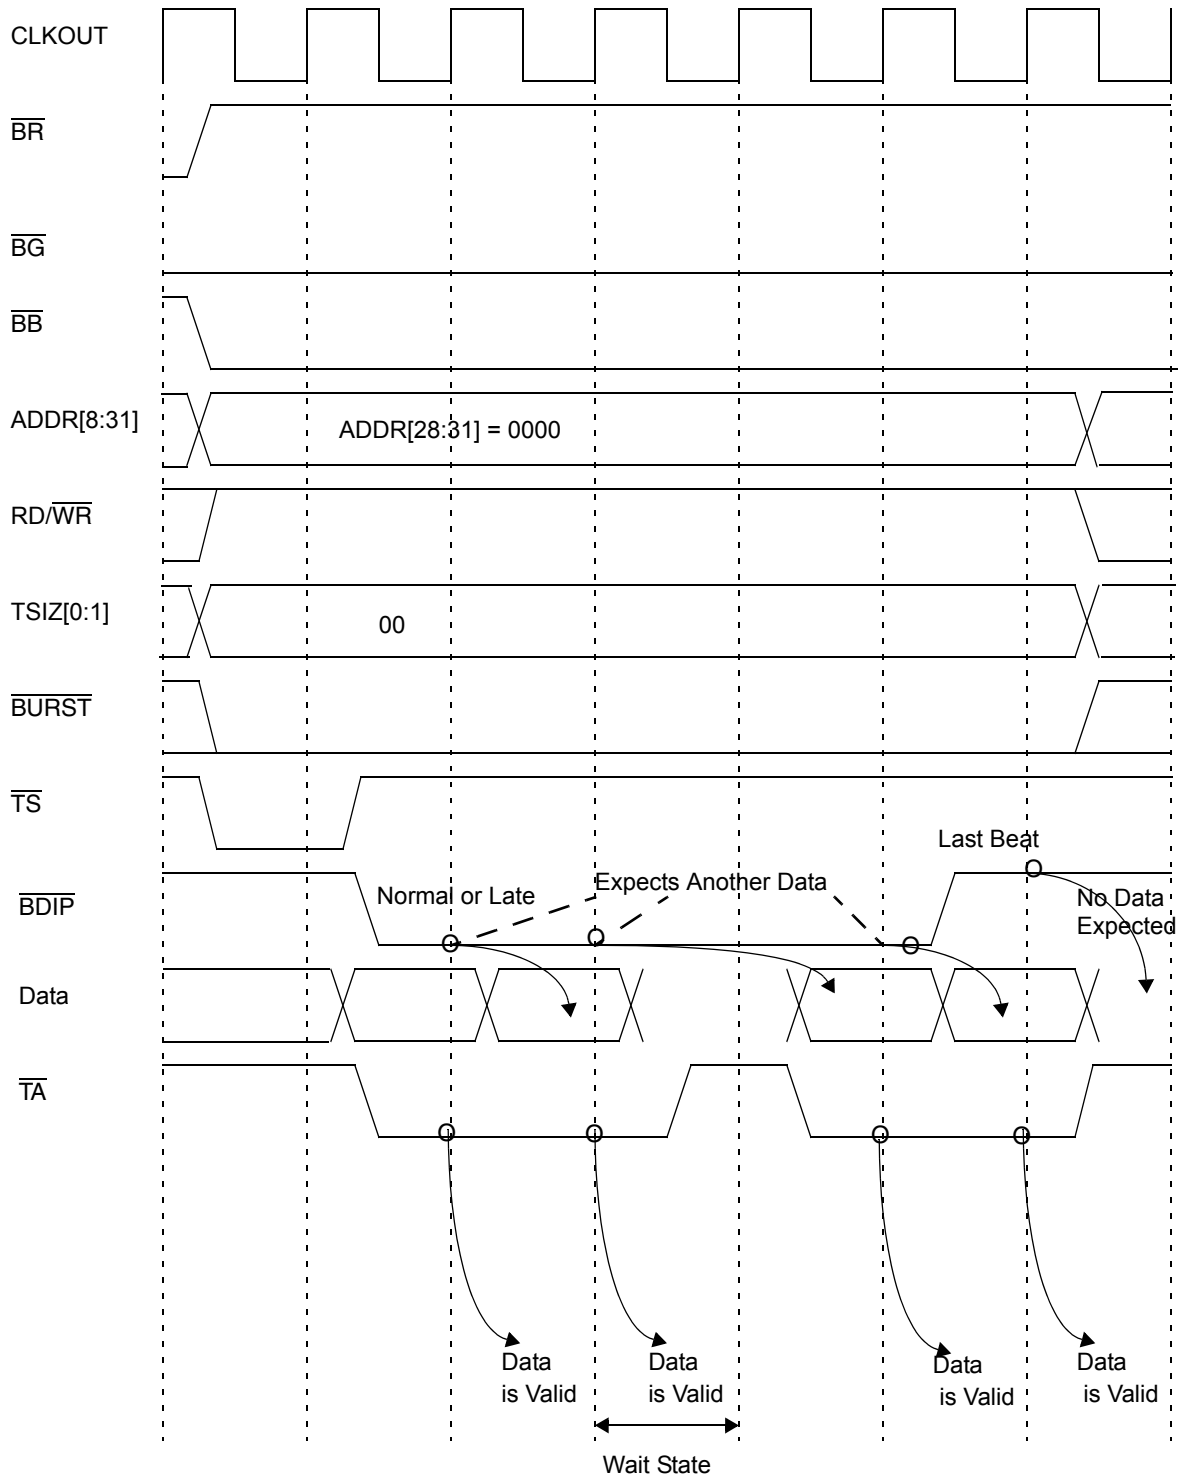 CLKOUT
BR
BG
BB
ADDR[8:31]
ADDR[28:31] = 0000
RD/WR
TSIZ[0:1]
00
BURST
TS
Last Beat
BDIP
Normal or Late
Expects Another Data
No Data
Expected
Data
TA
Data
is Valid
Data
is Valid
Data
is Valid
Data
is Valid
Wait State